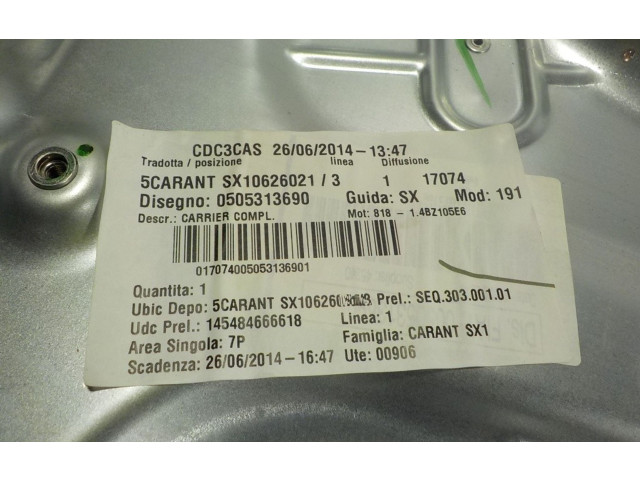 CDC3CAS 26/06/2014-13:47
Tradotta / posizione linea Diffusione
5CARANT SX10626021 / 3 1 17074
Disegno: 0505313690 Guida: SX Mod: 191
Descr.: CARRIER COMPL. Mot: 818 - 1.4BZ105E6
017074005053136901
Quantita: 1
Ubic Depo: 5CARANT Prel.: SEQ.303.001.01
Udc Prel.: 145484666618 Linea: 1
Area Singola: 7P Famiglia: CARANT SX1
Scadenza: 26/06/2014-16:47 Ute: 00906